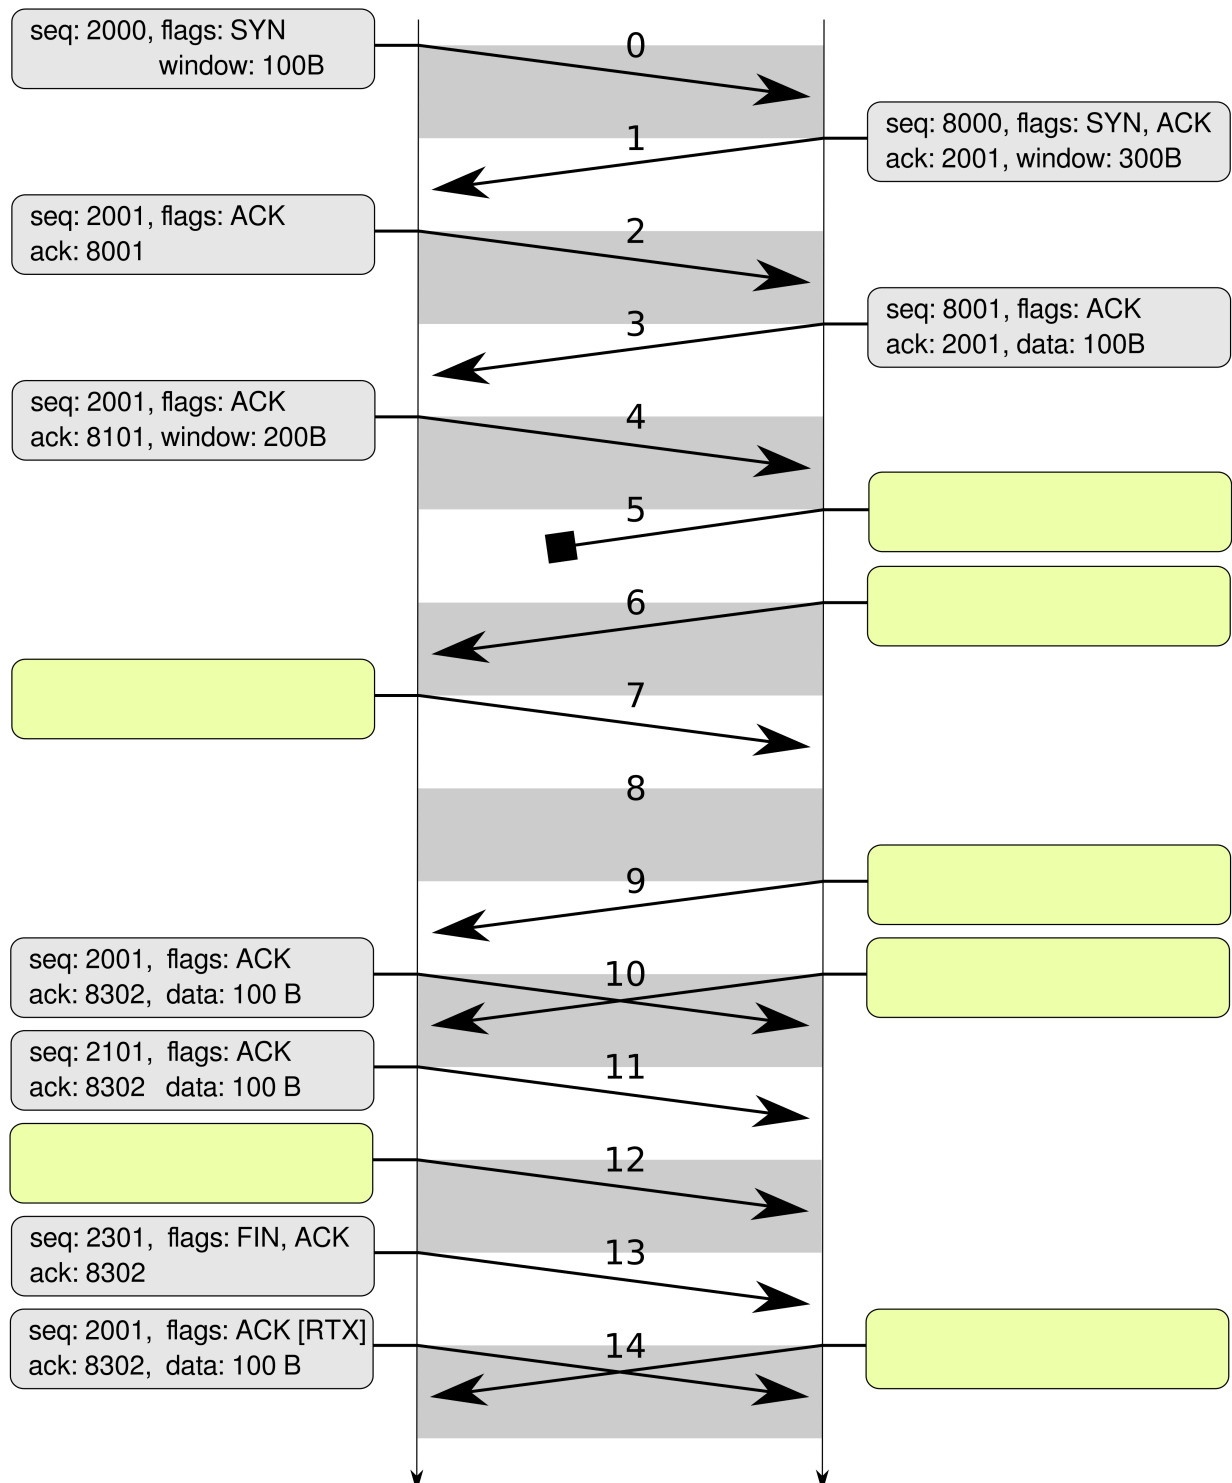 seq: 2000, flags: SYN
window: 100B
0
1
seq: 8000, flags: SYN, ACK
ack: 2001, window: 300B
seq: 2001, flags: ACK
ack: 8001
2
3
seq: 8001, flags: ACK
ack: 2001, data: 100B
seq: 2001, flags: ACK
ack: 8101, window: 200B
4
5
6
7
8
9
seq: 2001, flags: ACK
ack: 8302, data: 100 B
10
seq: 2101, flags: ACK
ack: 8302 data: 100 B
11
12
seq: 2301, flags: FIN, ACK
ack: 8302
13
seq: 2001, flags: ACK [RTX]
ack: 8302, data: 100 B
14